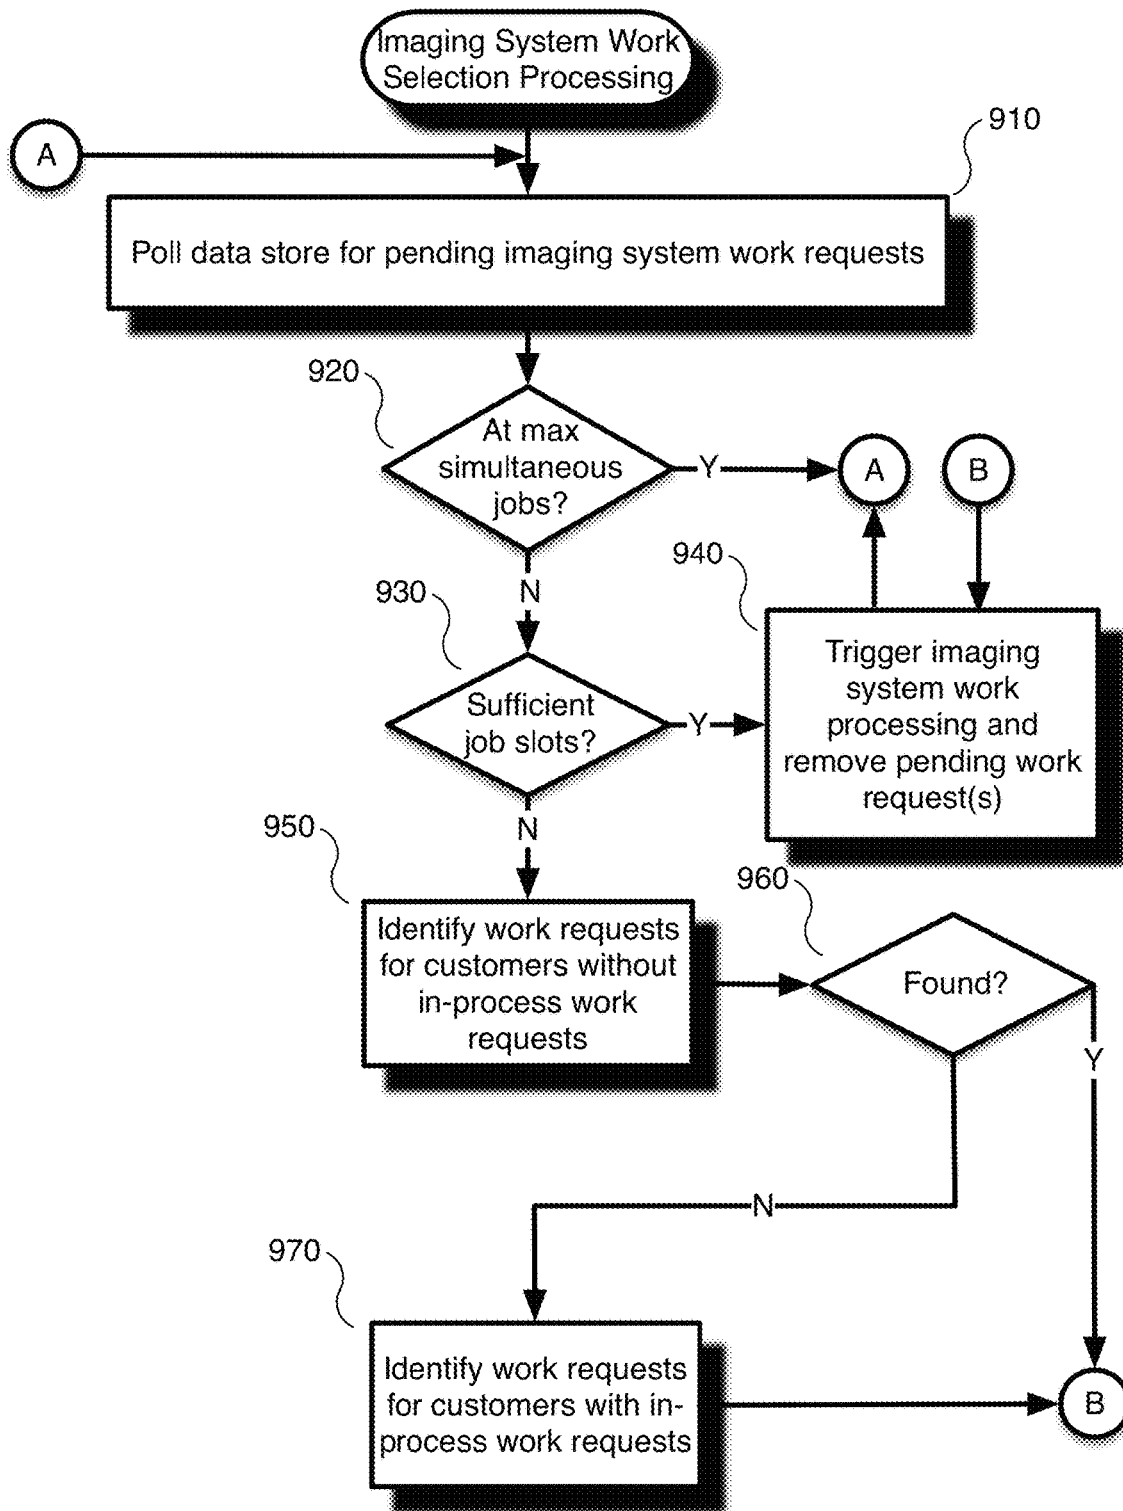 Imaging System Work
Selection Processing
A
910
Poll data store for pending imaging system work requests
920
At max
simultaneous
jobs?
Y
A
B
N
930
940
Sufficient
job slots?
Y
Trigger imaging
system work
processing and
remove pending work
request(s)
N
950
960
Identify work requests
for customers without
in-process work
requests
Found?
Y
N
970
Identify work requests
for customers with in-
process work requests
B